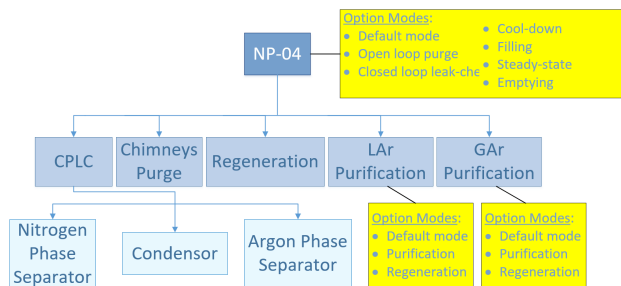 NP-04
Option Modes:
● Default mode
● Open loop purge
● Closed loop leak-che
● Cool-down
● Filling
● Steady-state
● Emptying
CPLC
Chimneys
Purge
Regeneration
LAr
Purification
GAr
Purification
Nitrogen
Phase
Separator
Condensor
Argon Phase
Separator
Option Modes:
● Default mode
● Purification
● Regeneration
Option Modes:
● Default mode
● Purification
● Regeneration